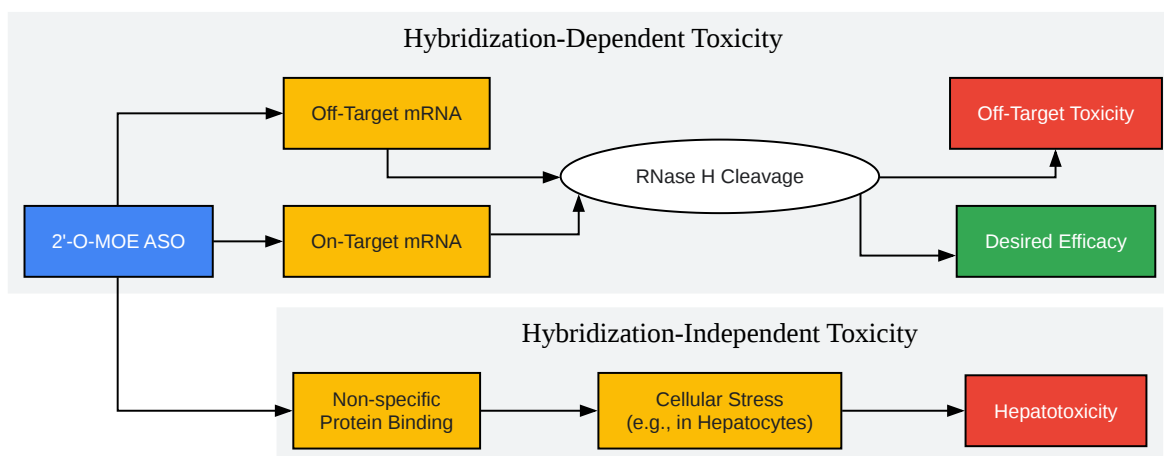 Hybridization-Dependent Toxicity
Off-Target mRNA
Off-Target Toxicity
RNase H Cleavage
2'-O-MOE ASO
On-Target mRNA
Desired Efficacy
Hybridization-Independent Toxicity
Non-specific
Protein Binding
Cellular Stress
(e.g., in Hepatocytes)
Hepatotoxicity